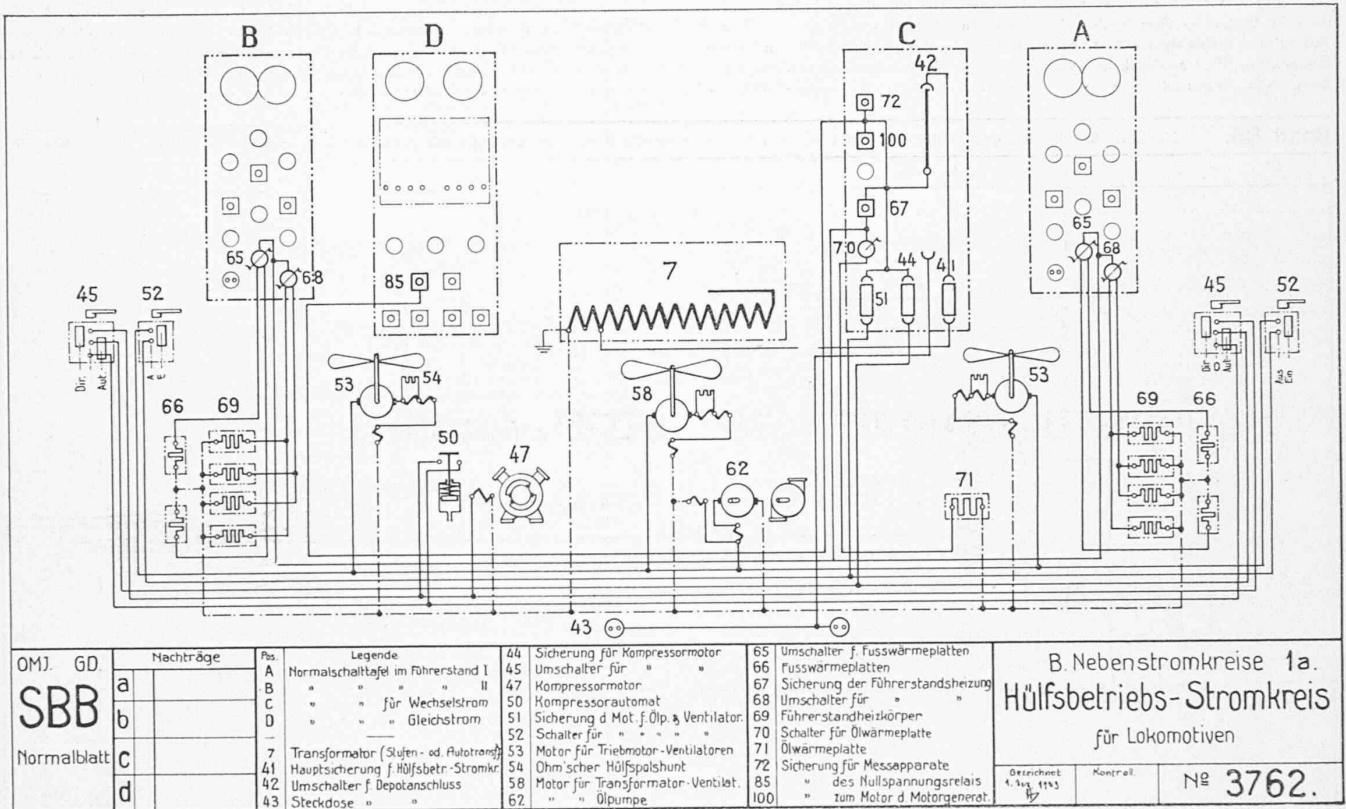 B D C A
42
72
100
67
70
44
41
51
65
68
85
7
65
68
45 52
45 52
Dir.
Aut.
A
E
53 54
58
53
Dir
O
Aut
Aus
Ein
66 69
69 66
50 47
62
71
43
OMJ. GD.
SBB
Normalblatt
Nachträge
a
b
c
d
Pos. Legende
A Normalschalttafel im Führerstand I
B " " " " II
C " " für Wechselstrom
D " " " Gleichstrom
7 Transformator (Stufen- od. Autotransf.)
41 Hauptsicherung f. Hülfsbetr.-Stromkr.
42 Umschalter f. Depotanschluss
43 Steckdose " "
44 Sicherung für Kompressormotor
45 Umschalter für " "
47 Kompressormotor
50 Kompressorautomat
51 Sicherung d Mot. f. Ölp. & Ventilator.
52 Schalter für " " " " "
53 Motor für Triebmotor-Ventilatoren
54 Ohm'scher Hülfspolshunt
58 Motor für Transformator-Ventilat.
62 " " Ölpumpe
65 Umschalter f. Fusswärmeplatten
66 Fusswärmeplatten
67 Sicherung der Führerstandsheizung
68 Umschalter für " "
69 Führerstandheizkörper
70 Schalter für Ölwärmeplatte
71 Ölwärmeplatte
72 Sicherung für Messapparate
85 " des Nullspannungsrelais
100 " zum Motor d. Motorgenerat.
B. Nebenstromkreise 1a.
Hülfsbetriebs-Stromkreis
für Lokomotiven
Gezeichnet
Kontroll.
Nº 3762.